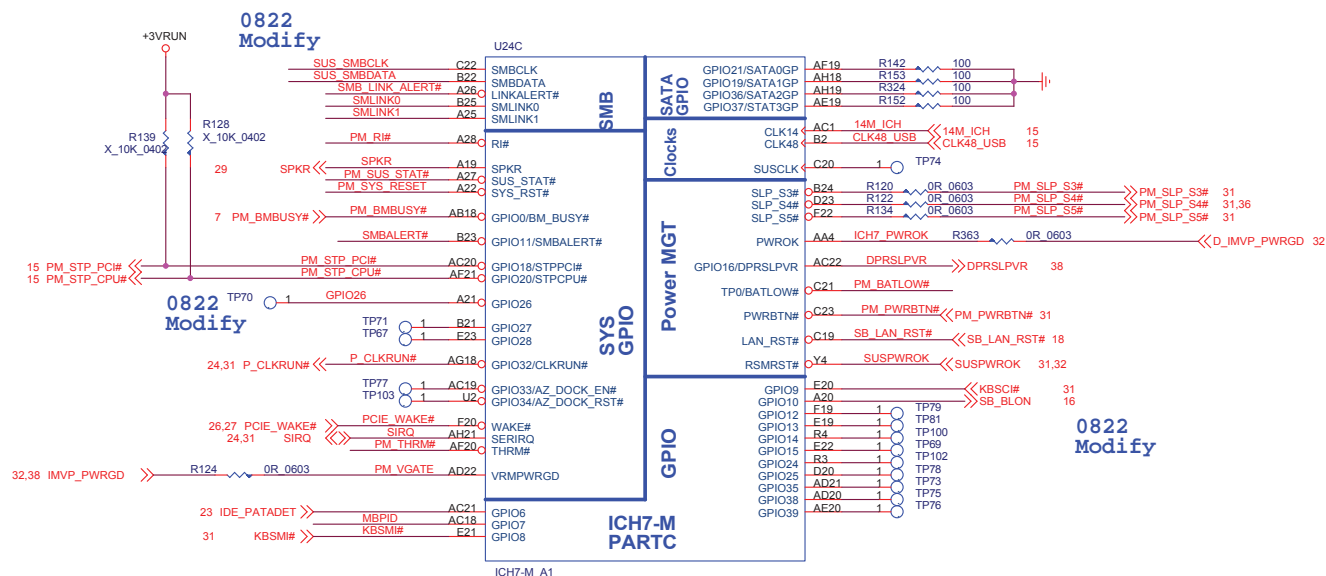 0822
Modify
+3VRUN
U24C
R139
X_10K_0402
R128
X_10K_0402
SUS_SMBCLK C22 SMBCLK
SUS_SMBDATA B22 SMBDATA
SMB_LINK_ALERT# A26 LINKALERT#
SMLINK0 B25 SMLINK0
SMLINK1 A25 SMLINK1
SMB
PM_RI# A28 RI#
29 SPKR SPKR A19 SPKR
PM_SUS_STAT# A27 SUS_STAT#
PM_SYS_RESET A22 SYS_RST#
7 PM_BMBUSY# PM_BMBUSY# AB18 GPIO0/BM_BUSY#
SMBALERT# B23 GPIO11/SMBALERT#
15 PM_STP_PCI# PM_STP_PCI# AC20 GPIO18/STPPCI#
15 PM_STP_CPU# PM_STP_CPU# AF21 GPIO20/STPCPU#
0822
Modify
TP70 1 GPIO26 A21 GPIO26
TP71 1 B21 GPIO27
TP67 1 E23 GPIO28
SYS
GPIO
24,31 P_CLKRUN# P_CLKRUN# AG18 GPIO32/CLKRUN#
TP77 1 AC19 GPIO33/AZ_DOCK_EN#
TP103 1 U2 GPIO34/AZ_DOCK_RST#
26,27 PCIE_WAKE# PCIE_WAKE# F20 WAKE#
24,31 SIRQ SIRQ AH21 SERIRQ
PM_THRM# AF20 THRM#
32,38 IMVP_PWRGD R124 0R_0603 PM_VGATE AD22 VRMPWRGD
23 IDE_PATADET AC21 GPIO6
MBPID AC18 GPIO7
31 KBSMI# KBSMI# E21 GPIO8
SATA
GPIO
GPIO21/SATA0GP AF19 R142 100
GPIO19/SATA1GP AH18 R153 100
GPIO36/SATA2GP AH19 R324 100
GPIO37/STAT3GP AE19 R152 100
Clocks
CLK14 AC1 14M_ICH 14M_ICH 15
CLK48 B2 CLK48_USB CLK48_USB 15
SUSCLK C20 1 TP74
Power MGT
SLP_S3# B24 R120 0R_0603 PM_SLP_S3# PM_SLP_S3# 31
SLP_S4# D23 R122 0R_0603 PM_SLP_S4# PM_SLP_S4# 31,36
SLP_S5# F22 R134 0R_0603 PM_SLP_S5# PM_SLP_S5# 31
PWROK AA4 ICH7_PWROK R363 0R_0603 D_IMVP_PWRGD 32
GPIO16/DPRSLPVR AC22 DPRSLPVR DPRSLPVR 38
TP0/BATLOW# C21 PM_BATLOW#
PWRBTN# C23 PM_PWRBTN# PM_PWRBTN# 31
LAN_RST# C19 SB_LAN_RST# SB_LAN_RST# 18
RSMRST# Y4 SUSPWROK SUSPWROK 31,32
GPIO
GPIO9 E20 KBSCI# 31
GPIO10 A20 SB_BLON 16
GPIO12 F19 1 TP79
GPIO13 E19 1 TP81
GPIO14 R4 1 TP100
GPIO15 E22 1 TP69
GPIO24 R3 1 TP102
GPIO25 D20 1 TP78
GPIO35 AD21 1 TP73
GPIO38 AD20 1 TP75
GPIO39 AE20 1 TP76
0822
Modify
ICH7-M
PARTC
ICH7-M_A1